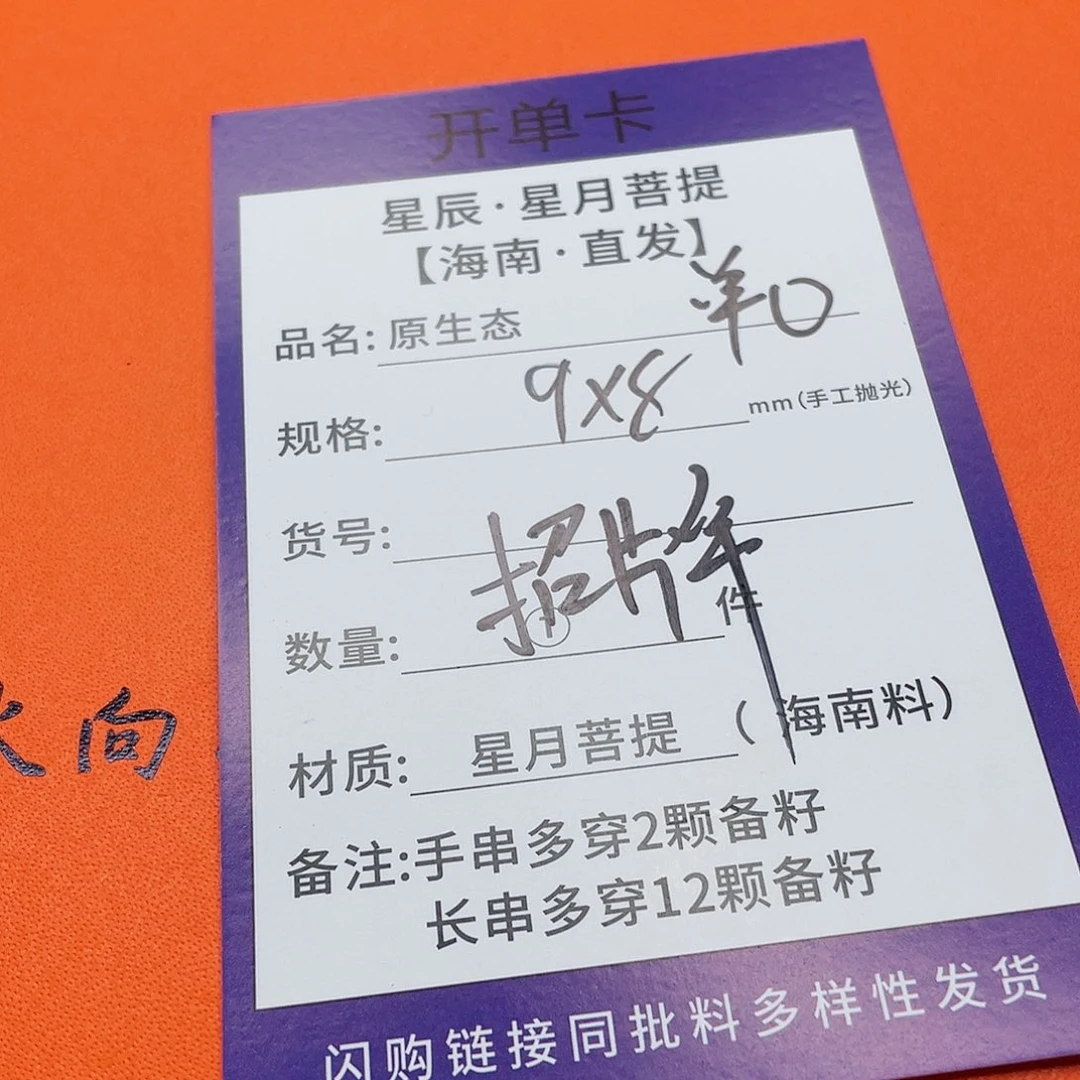 开单卡
星辰·星月菩提
【海南·直发】
品名: 原生态
规格: 9x8 mm(手工抛光)
货号:
招牌
数量: 1 件
材质: 星月菩提 (海南料)
备注:手串多穿2颗备籽
长串多穿12颗备籽
闪购链接同批料多样性发货
向